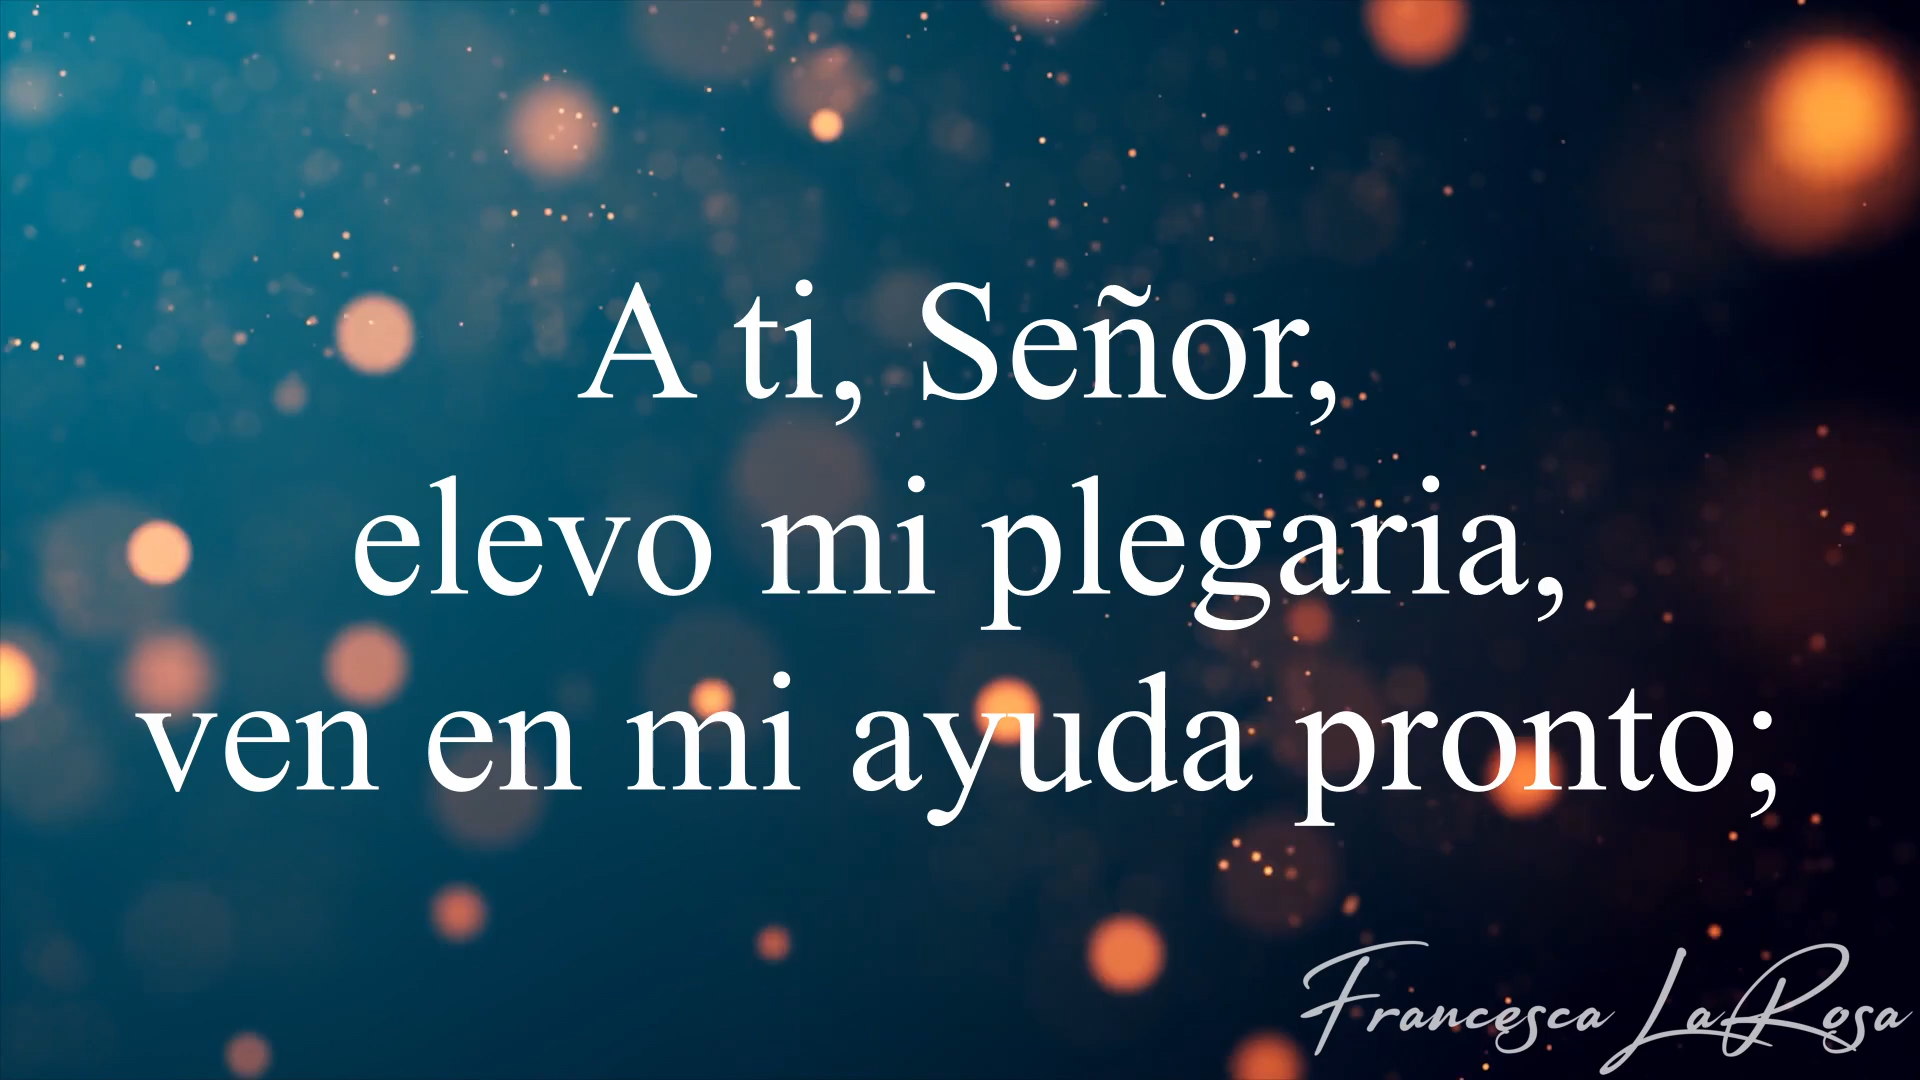 A ti, Señor,
elevo mi plegaria,
ven en mi ayuda pronto;
Francesca LaRosa